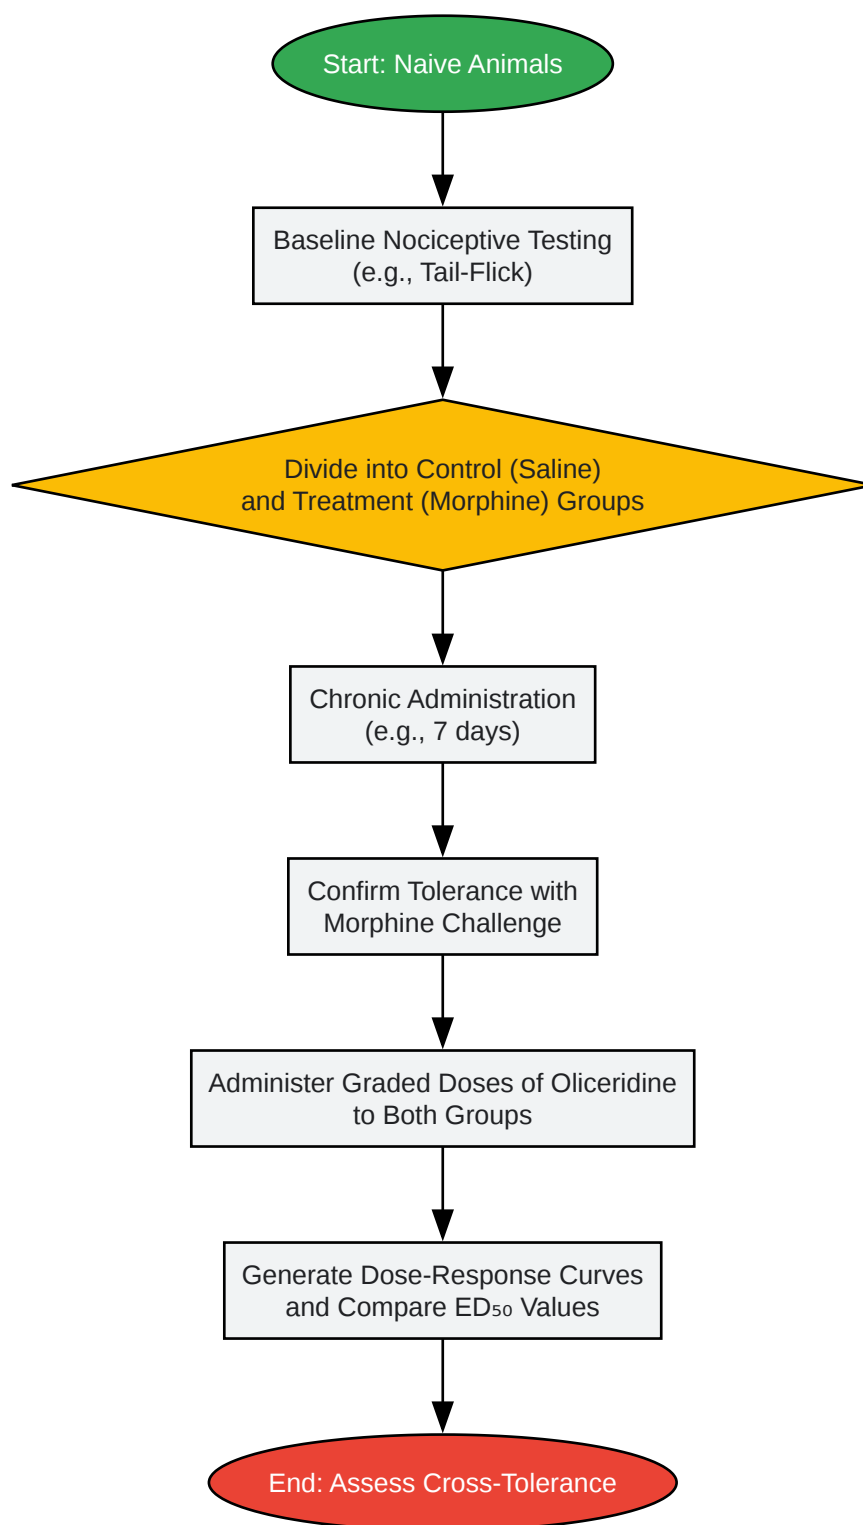 Start: Naive Animals
Baseline Nociceptive Testing
(e.g., Tail-Flick)
Divide into Control (Saline)
and Treatment (Morphine) Groups
Chronic Administration
(e.g., 7 days)
Confirm Tolerance with
Morphine Challenge
Administer Graded Doses of Oliceridine
to Both Groups
Generate Dose-Response Curves
and Compare ED₅₀ Values
End: Assess Cross-Tolerance